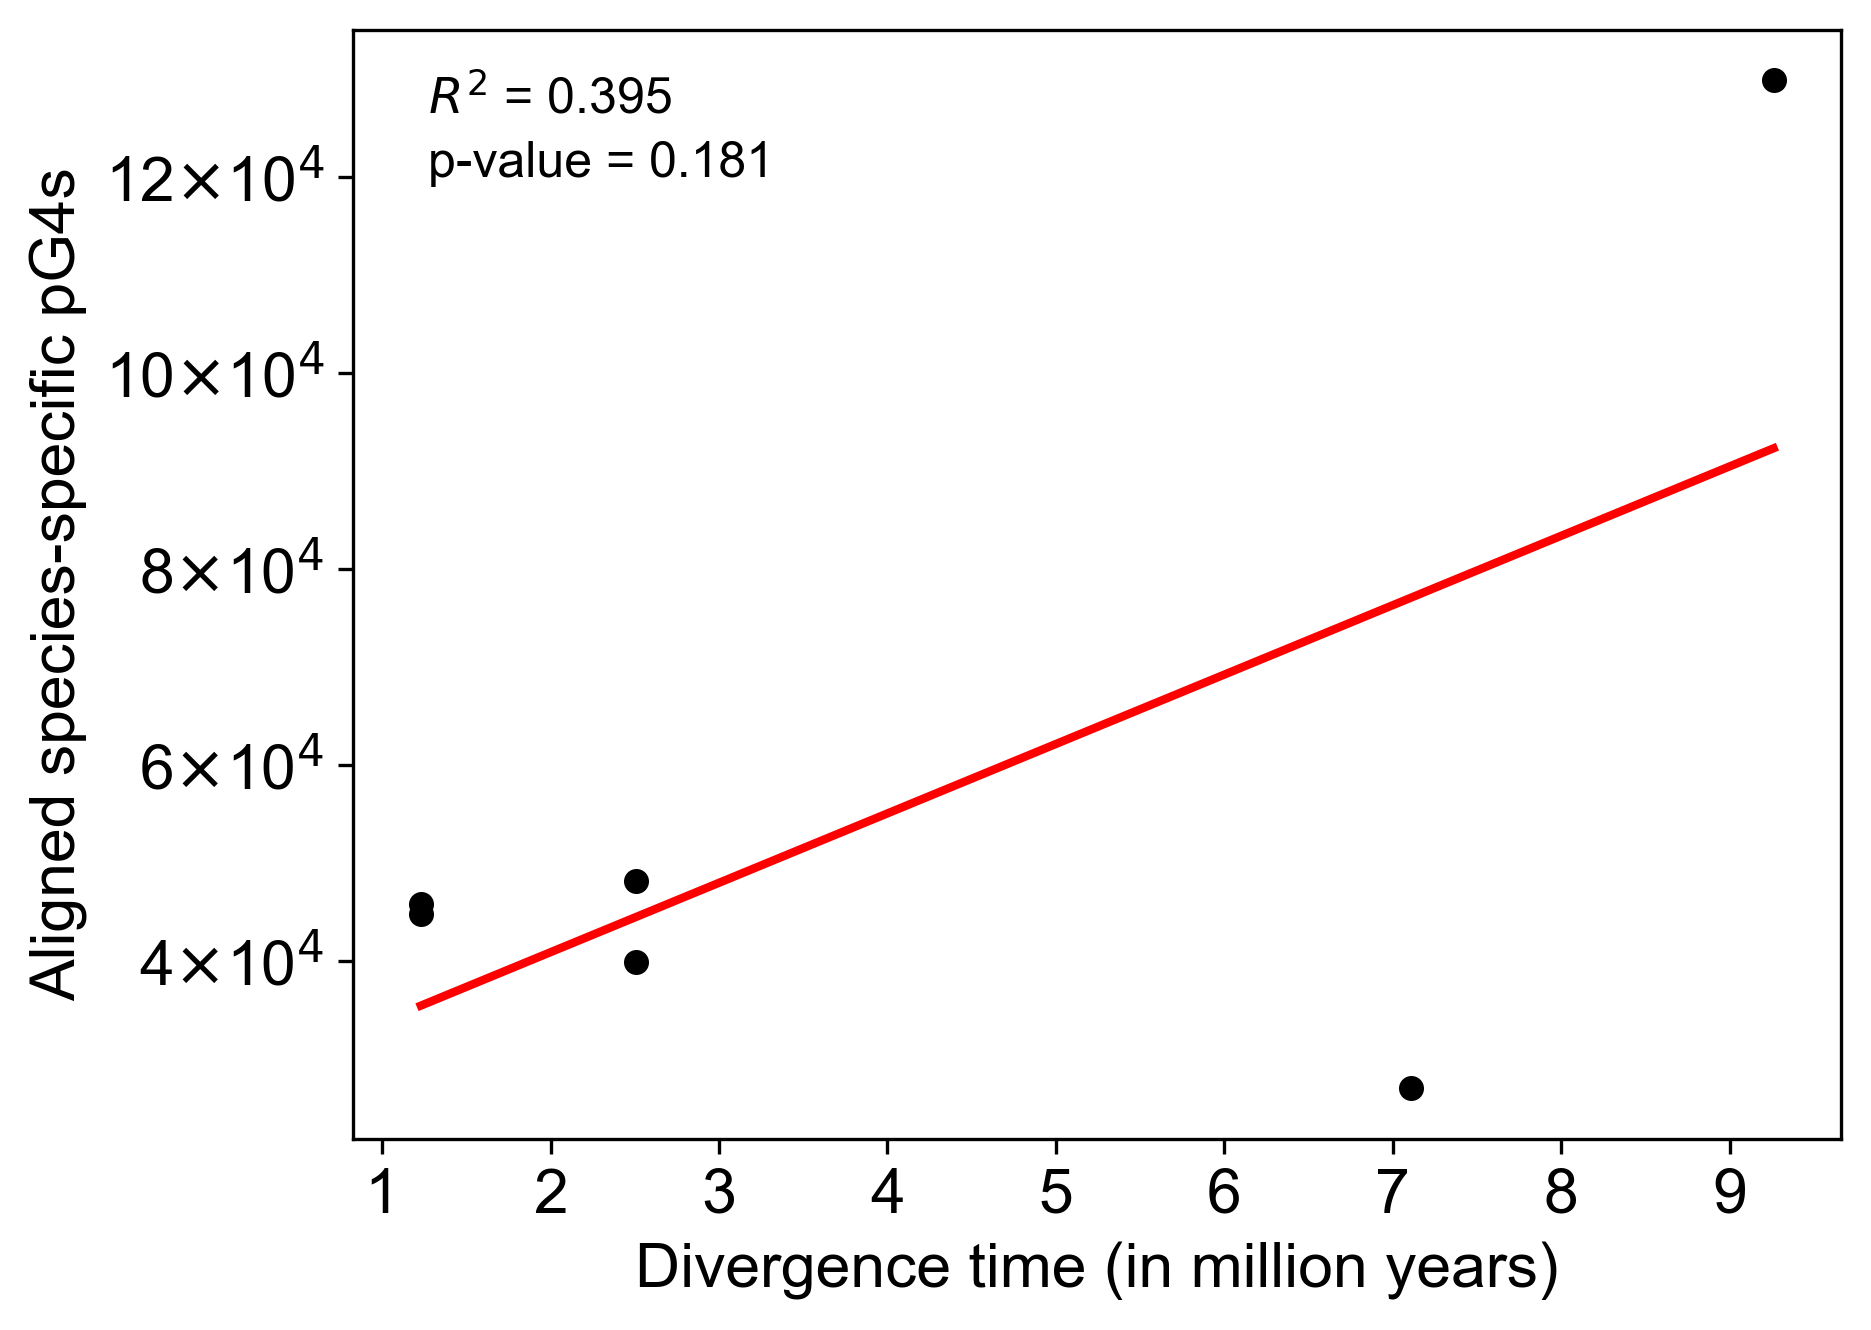 R² = 0.395
p-value = 0.181
Aligned species-specific pG4s
12×10⁴
10×10⁴
8×10⁴
6×10⁴
4×10⁴
1 2 3 4 5 6 7 8 9
Divergence time (in million years)